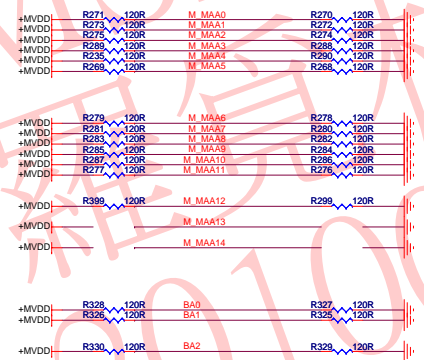 +MVDD R271 120R M_MAA0 R270 120R
+MVDD R273 120R M_MAA1 R272 120R
+MVDD R275 120R M_MAA2 R274 120R
+MVDD R289 120R M_MAA3 R288 120R
+MVDD R235 120R M_MAA4 R290 120R
+MVDD R269 120R M_MAA5 R268 120R
+MVDD R279 120R M_MAA6 R278 120R
+MVDD R281 120R M_MAA7 R280 120R
+MVDD R283 120R M_MAA8 R282 120R
+MVDD R285 120R M_MAA9 R284 120R
+MVDD R287 120R M_MAA10 R286 120R
+MVDD R277 120R M_MAA11 R276 120R
+MVDD R399 120R M_MAA12 R299 120R
+MVDD M_MAA13
+MVDD M_MAA14
+MVDD R328 120R BA0 R327 120R
+MVDD R326 120R BA1 R325 120R
+MVDD R330 120R BA2 R329 120R